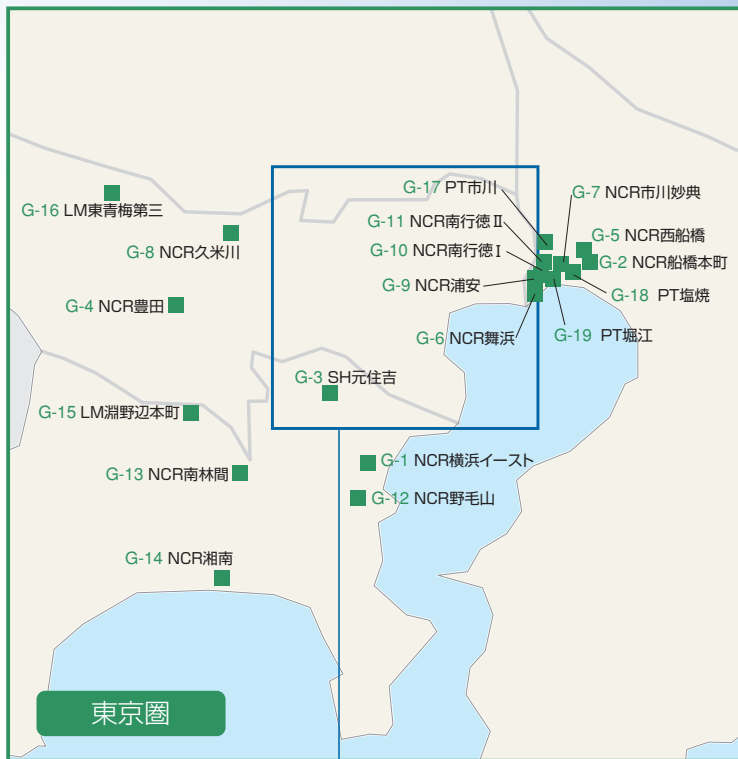 G-17 PT市川
G-7 NCR市川妙典
G-16 LM東青梅第三
G-11 NCR南行徳Ⅱ
G-5 NCR西船橋
G-8 NCR久米川
G-10 NCR南行徳Ⅰ
G-2 NCR船橋本町
G-9 NCR浦安
G-18 PT塩焼
G-4 NCR豊田
G-6 NCR舞浜
G-19 PT堀江
G-3 SH元住吉
G-15 LM淵野辺本町
G-1 NCR横浜イースト
G-13 NCR南林間
G-12 NCR野毛山
G-14 NCR湘南
東京圏